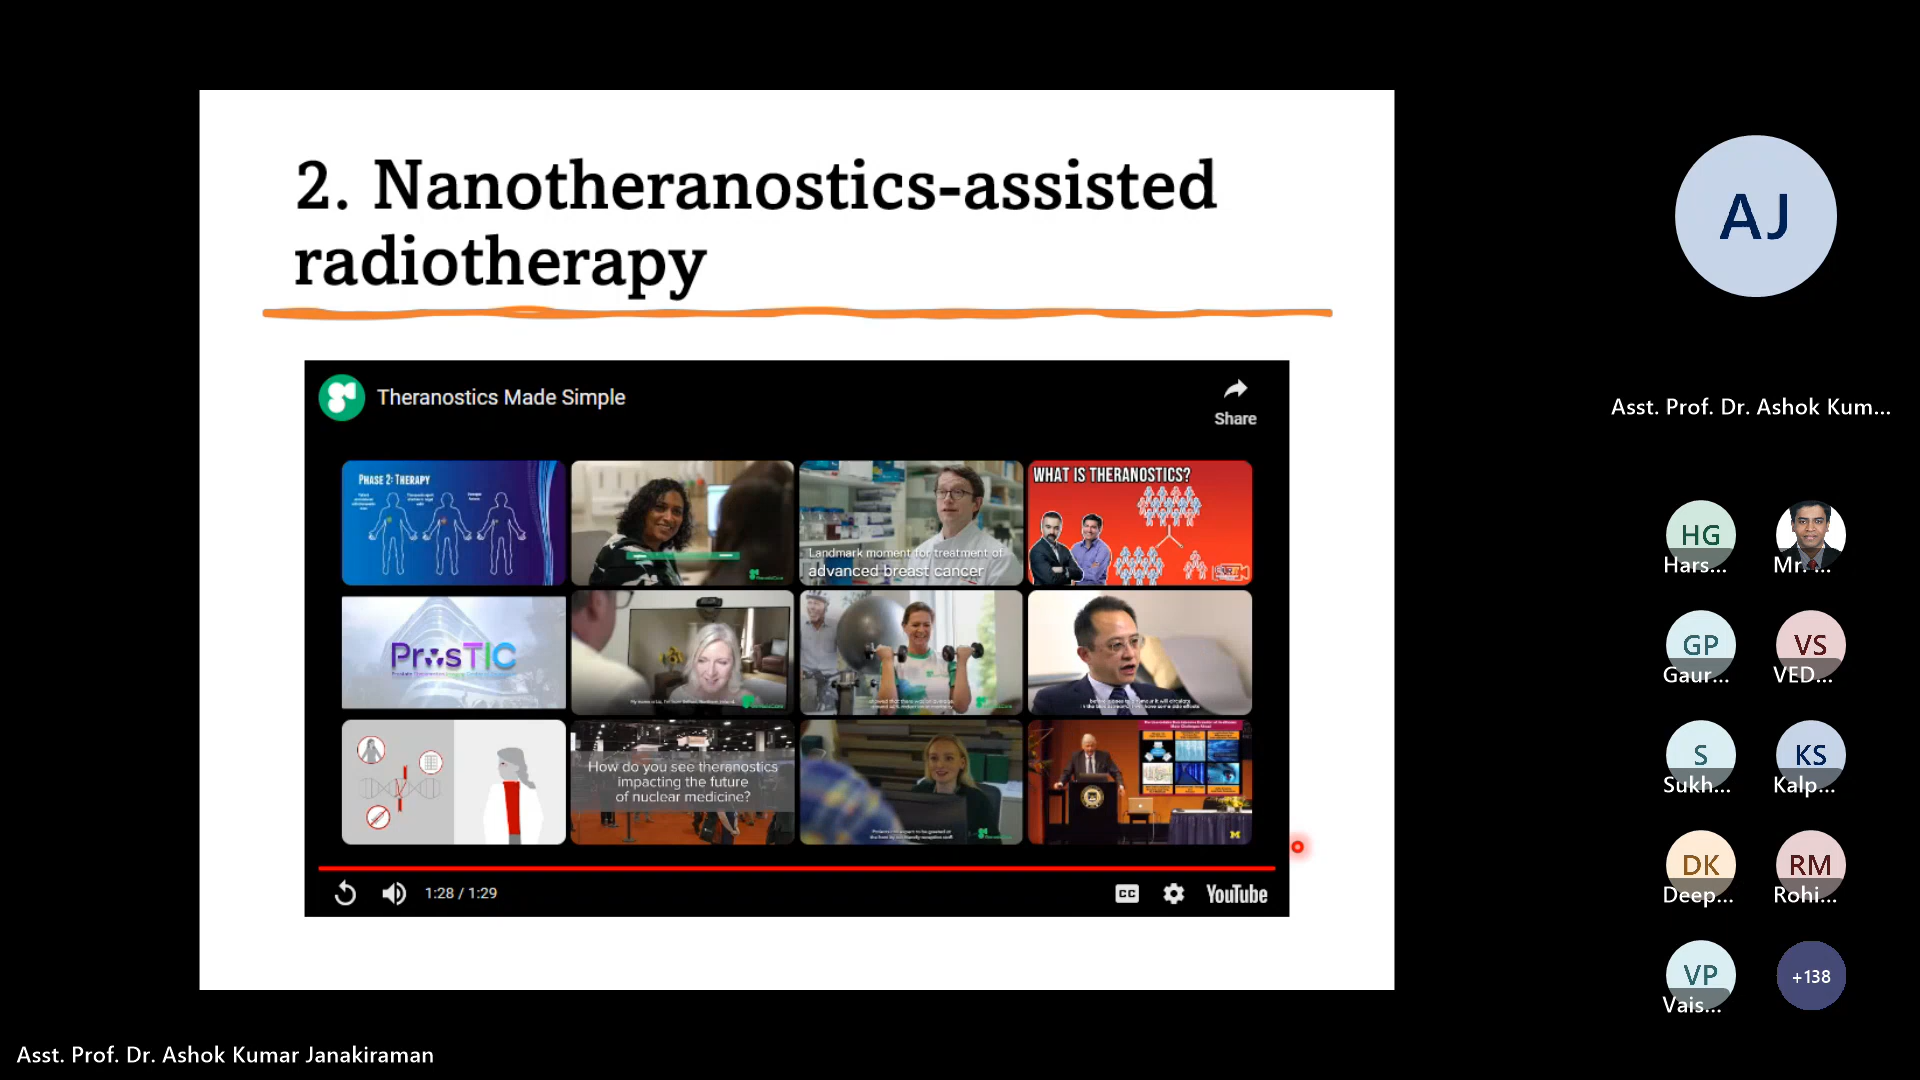 2. Nanotheranostics-assisted
radiotherapy
Theranostics Made Simple
Share
PHASE 2: THERAPY
Landmark moment for treatment of
advanced breast cancer
WHAT IS THERANOSTICS?
ProsTIC
How do you see theranostics
impacting the future
of nuclear medicine?
1:28 / 1:29
CC
YouTube
AJ
Asst. Prof. Dr. Ashok Kum...
HG
Hars...
Mr. ...
GP
Gaur...
VS
VED...
S
Sukh...
KS
Kalp...
DK
Deep...
RM
Rohi...
VP
Vais...
+138
Asst. Prof. Dr. Ashok Kumar Janakiraman